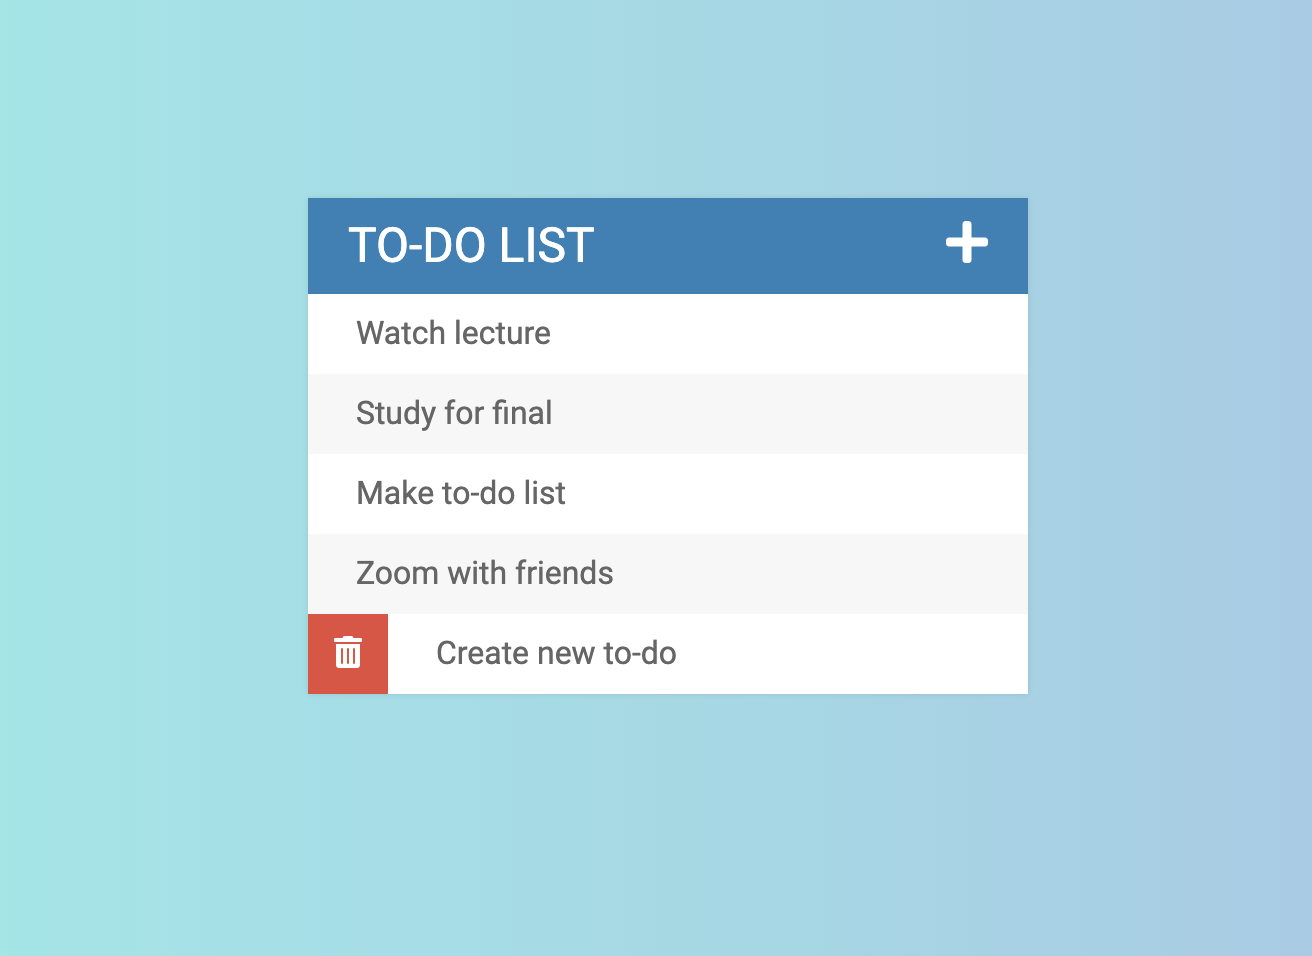 TO-DO LIST
Watch lecture
Study for final
Make to-do list
Zoom with friends
Create new to-do